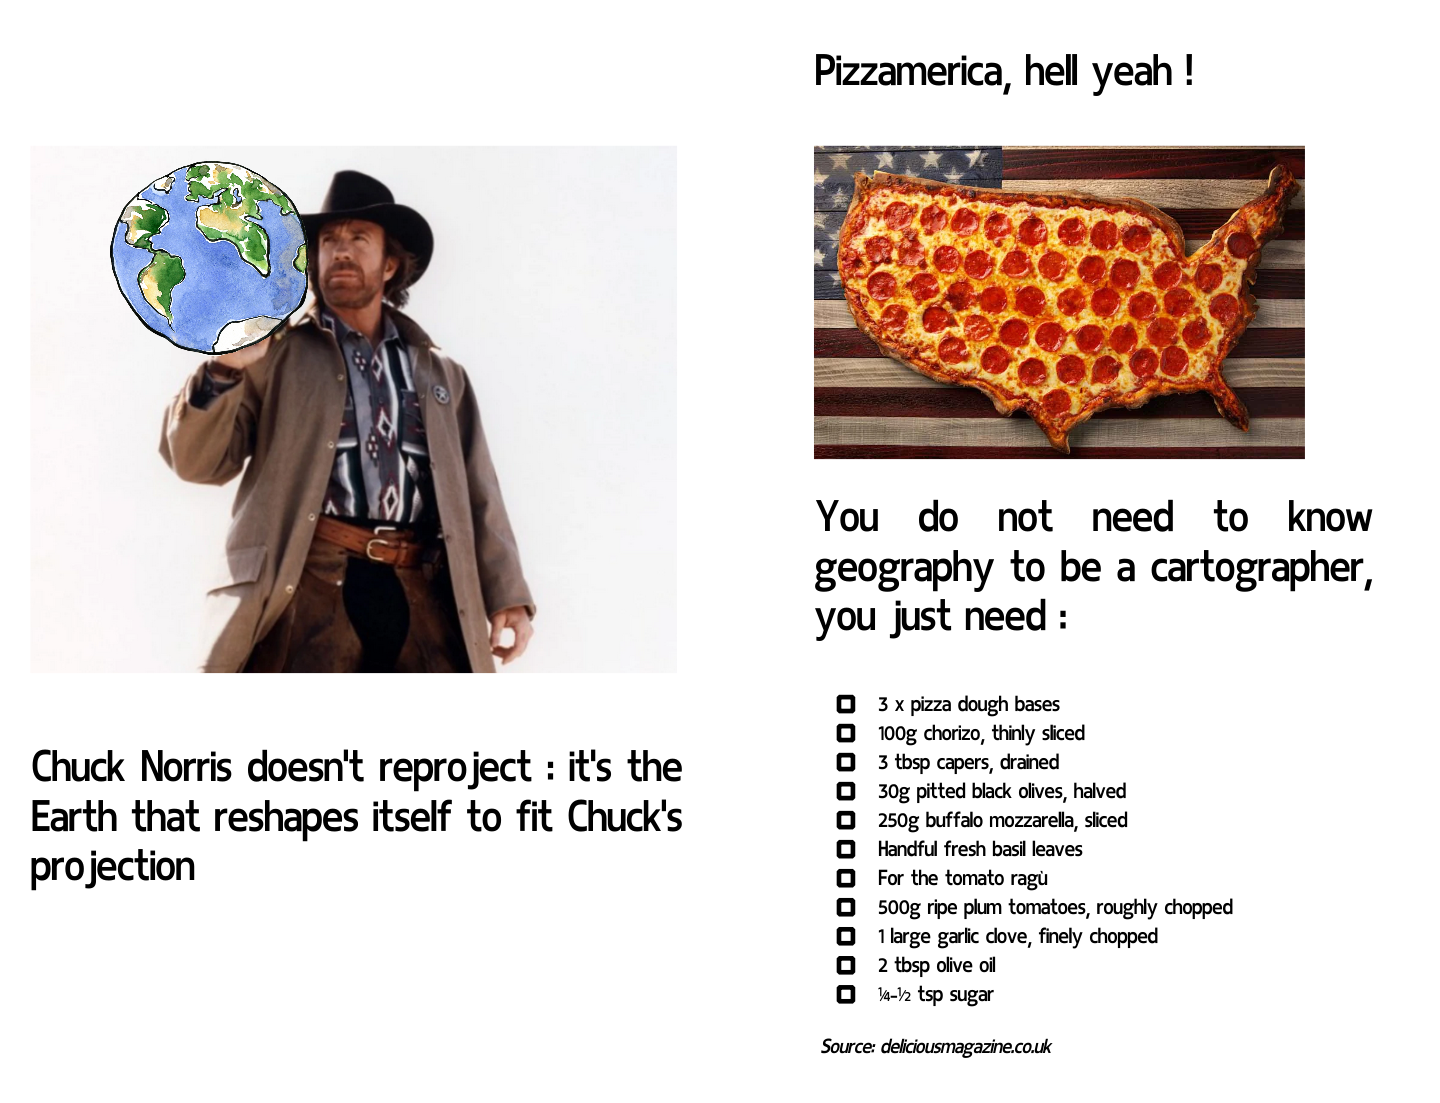 Pizzamerica, hell yeah !
Chuck Norris doesn't reproject : it's the
Earth that reshapes itself to fit Chuck's
projection
You do not need to know
geography to be a cartographer,
you just need :
3 x pizza dough bases
100g chorizo, thinly sliced
3 tbsp capers, drained
30g pitted black olives, halved
250g buffalo mozzarella, sliced
Handful fresh basil leaves
For the tomato ragù
500g ripe plum tomatoes, roughly chopped
1 large garlic clove, finely chopped
2 tbsp olive oil
¼-½ tsp sugar
Source: deliciousmagazine.co.uk